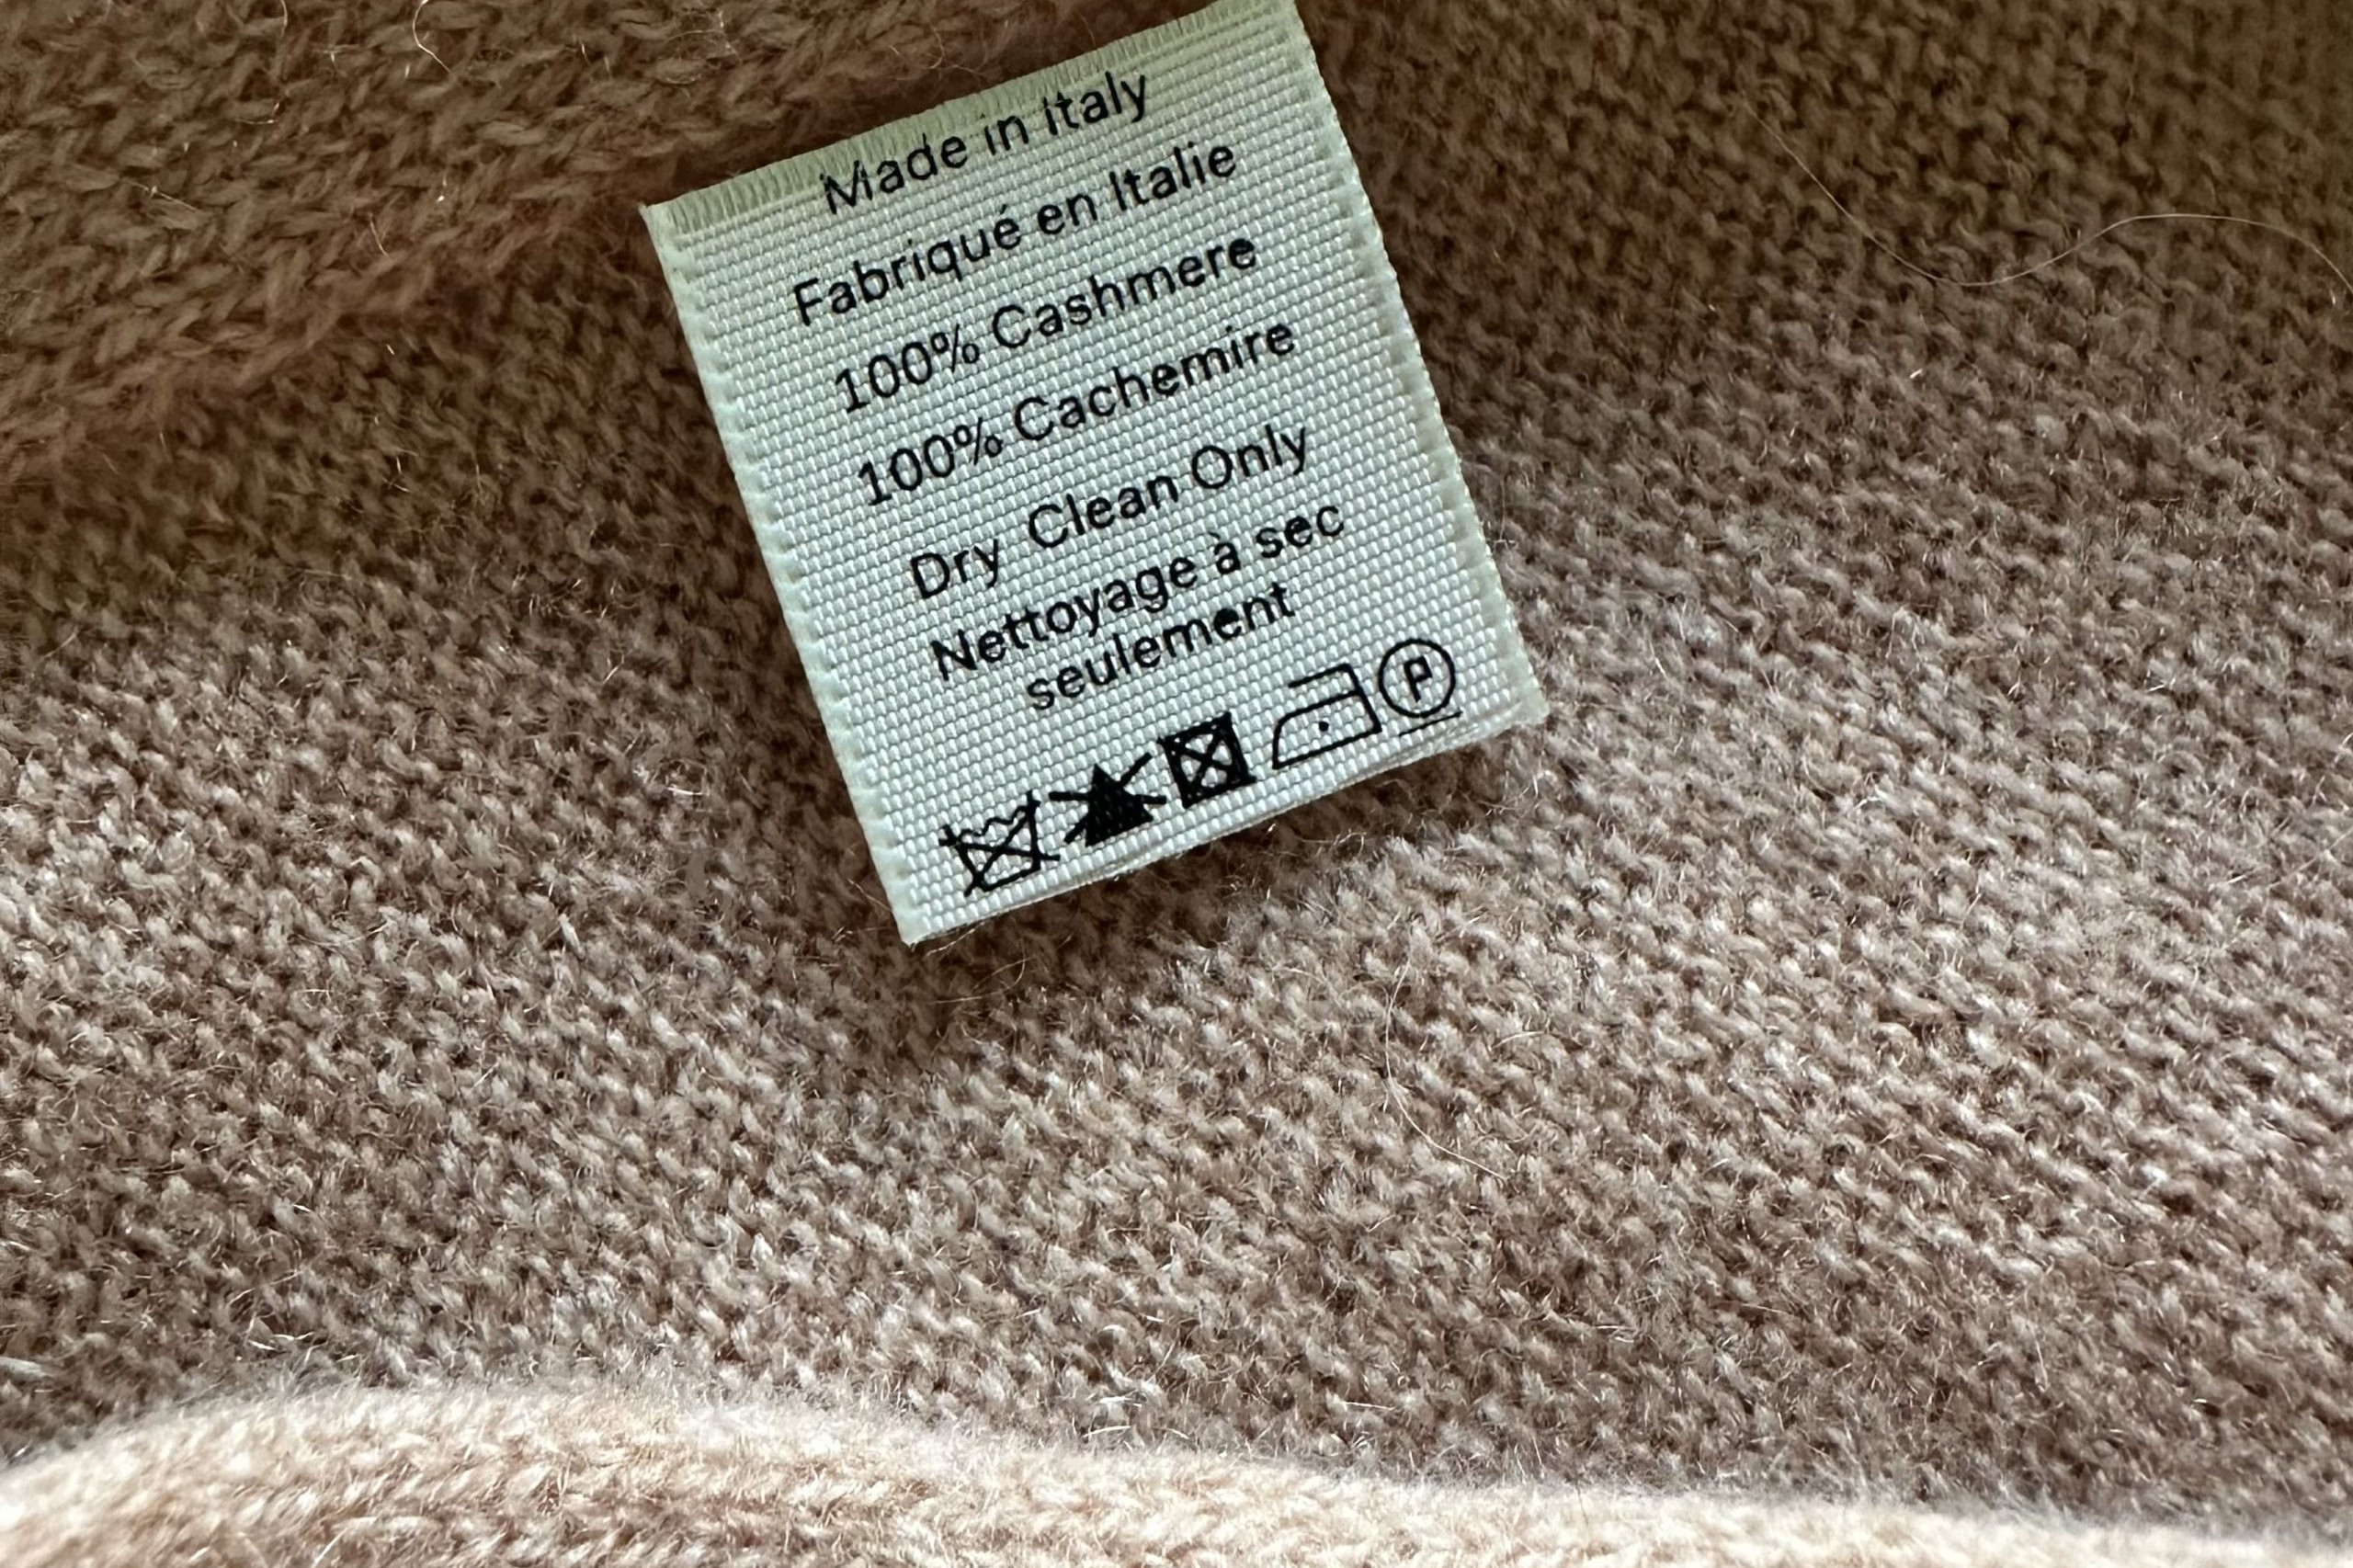 Made in Italy
Fabriqué en Italie
100% Cashmere
100% Cachemire
Dry Clean Only
Nettoyage à sec
seulement
P